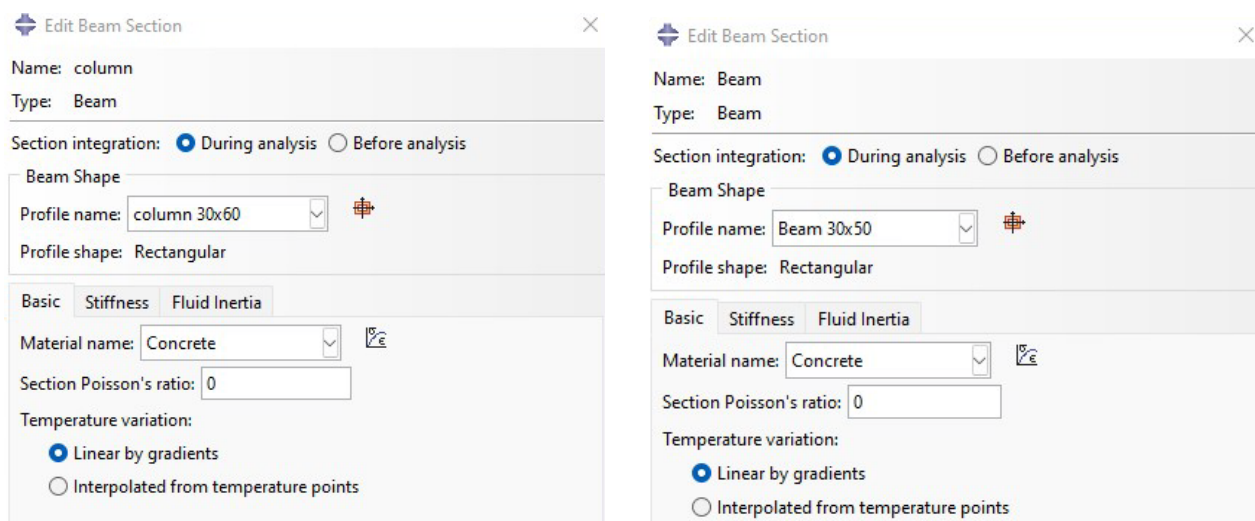 Edit Beam Section
Name: column
Type: Beam
Section integration: During analysis Before analysis
Beam Shape
Profile name: column 30x60
Profile shape: Rectangular
Basic Stiffness Fluid Inertia
Material name: Concrete
Section Poisson's ratio: 0
Temperature variation:
Linear by gradients
Interpolated from temperature points
Edit Beam Section
Name: Beam
Type: Beam
Section integration: During analysis Before analysis
Beam Shape
Profile name: Beam 30x50
Profile shape: Rectangular
Basic Stiffness Fluid Inertia
Material name: Concrete
Section Poisson's ratio: 0
Temperature variation:
Linear by gradients
Interpolated from temperature points